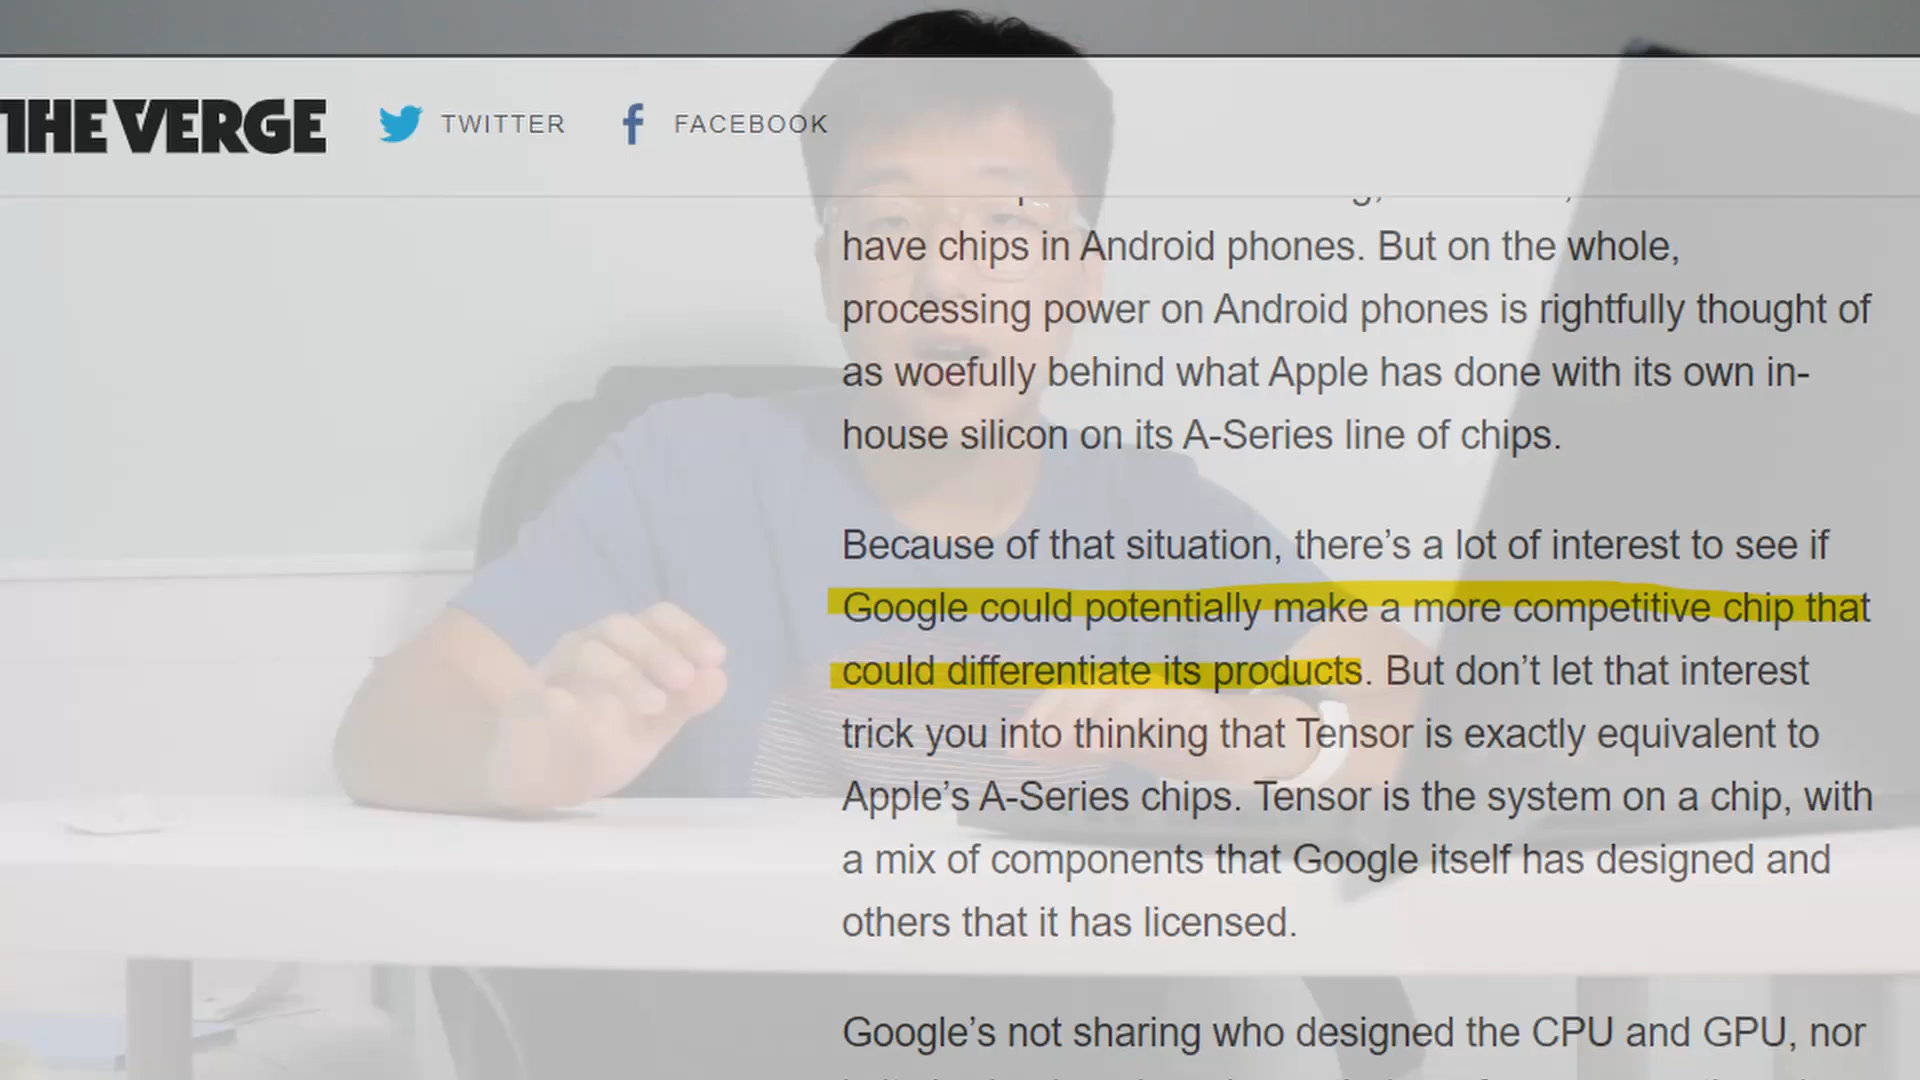 THE VERGE
TWITTER
FACEBOOK
have chips in Android phones. But on the whole,
processing power on Android phones is rightfully thought of
as woefully behind what Apple has done with its own in-
house silicon on its A-Series line of chips.
Because of that situation, there’s a lot of interest to see if
Google could potentially make a more competitive chip that
could differentiate its products. But don’t let that interest
trick you into thinking that Tensor is exactly equivalent to
Apple’s A-Series chips. Tensor is the system on a chip, with
a mix of components that Google itself has designed and
others that it has licensed.
Google’s not sharing who designed the CPU and GPU, nor